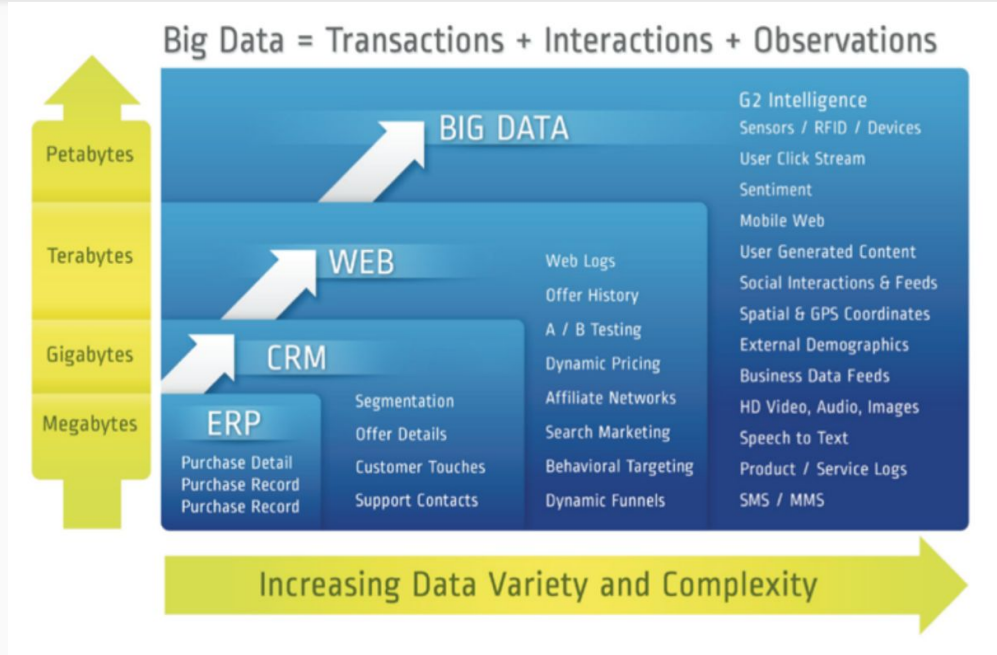 Big Data = Transactions + Interactions + Observations
Petabytes
Terabytes
Gigabytes
Megabytes
BIG DATA
WEB
CRM
ERP
Purchase Detail
Purchase Record
Purchase Record
Segmentation
Offer Details
Customer Touches
Support Contacts
Web Logs
Offer History
A / B Testing
Dynamic Pricing
Affiliate Networks
Search Marketing
Behavioral Targeting
Dynamic Funnels
G2 Intelligence
Sensors / RFID / Devices
User Click Stream
Sentiment
Mobile Web
User Generated Content
Social Interactions & Feeds
Spatial & GPS Coordinates
External Demographics
Business Data Feeds
HD Video, Audio, Images
Speech to Text
Product / Service Logs
SMS / MMS
Increasing Data Variety and Complexity